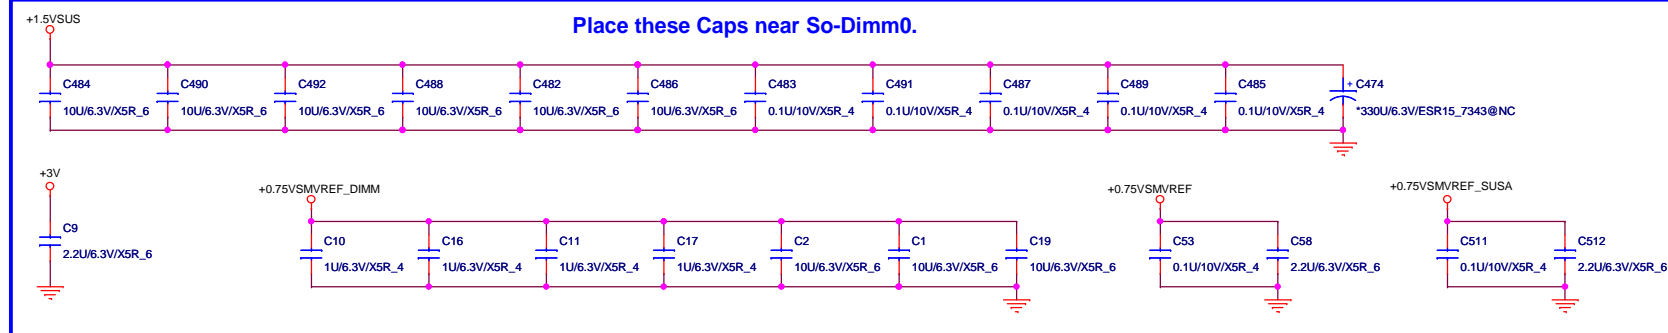 Place these Caps near So-Dimm0.
+1.5VSUS
C484
10U/6.3V/X5R_6
C490
10U/6.3V/X5R_6
C492
10U/6.3V/X5R_6
C488
10U/6.3V/X5R_6
C482
10U/6.3V/X5R_6
C486
10U/6.3V/X5R_6
C483
0.1U/10V/X5R_4
C491
0.1U/10V/X5R_4
C487
0.1U/10V/X5R_4
C489
0.1U/10V/X5R_4
C485
0.1U/10V/X5R_4
+ C474
*330U/6.3V/ESR15_7343@NC
+3V
C9
2.2U/6.3V/X5R_6
+0.75VSMVREF_DIMM
C10
1U/6.3V/X5R_4
C16
1U/6.3V/X5R_4
C11
1U/6.3V/X5R_4
C17
1U/6.3V/X5R_4
C2
10U/6.3V/X5R_6
C1
10U/6.3V/X5R_6
C19
10U/6.3V/X5R_6
+0.75VSMVREF
C53
0.1U/10V/X5R_4
C58
2.2U/6.3V/X5R_6
+0.75VSMVREF_SUSA
C511
0.1U/10V/X5R_4
C512
2.2U/6.3V/X5R_6